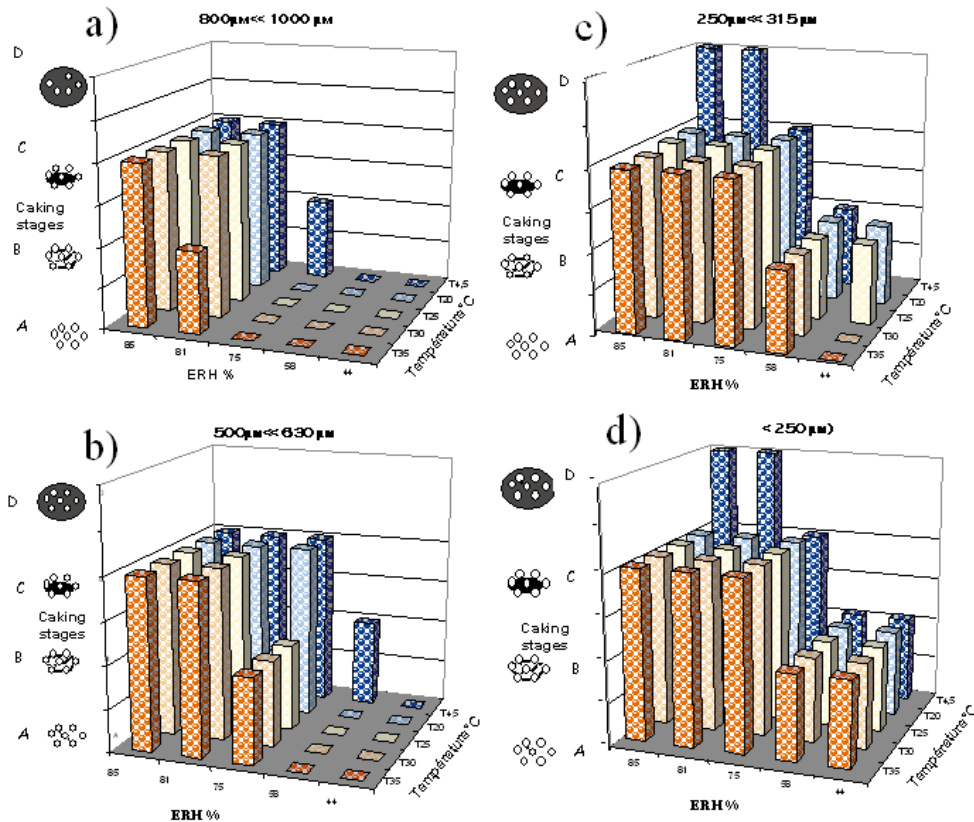 a)
800µm<< 1000 µm
D
C
Caking
stages
B
A
85
81
75
58
44
ERH %
T35
T30
T25
T20
T4,5
Température°C
c)
250µm<< 315 µm
D
C
Caking
stages
B
A
85
81
75
58
44
ERH%
T35
T30
T25
T20
T4,5
Température°C
b)
500µm<< 630 µm
D
C
Caking
stages
B
A
A
85
81
75
58
44
ERH%
T35
T30
T25
T20
T4,5
Température°C
d)
< 250 µm)
D
C
Caking
stages
B
A
85
81
75
58
44
ERH%
T35
T30
T25
T20
T4,5
Température°C